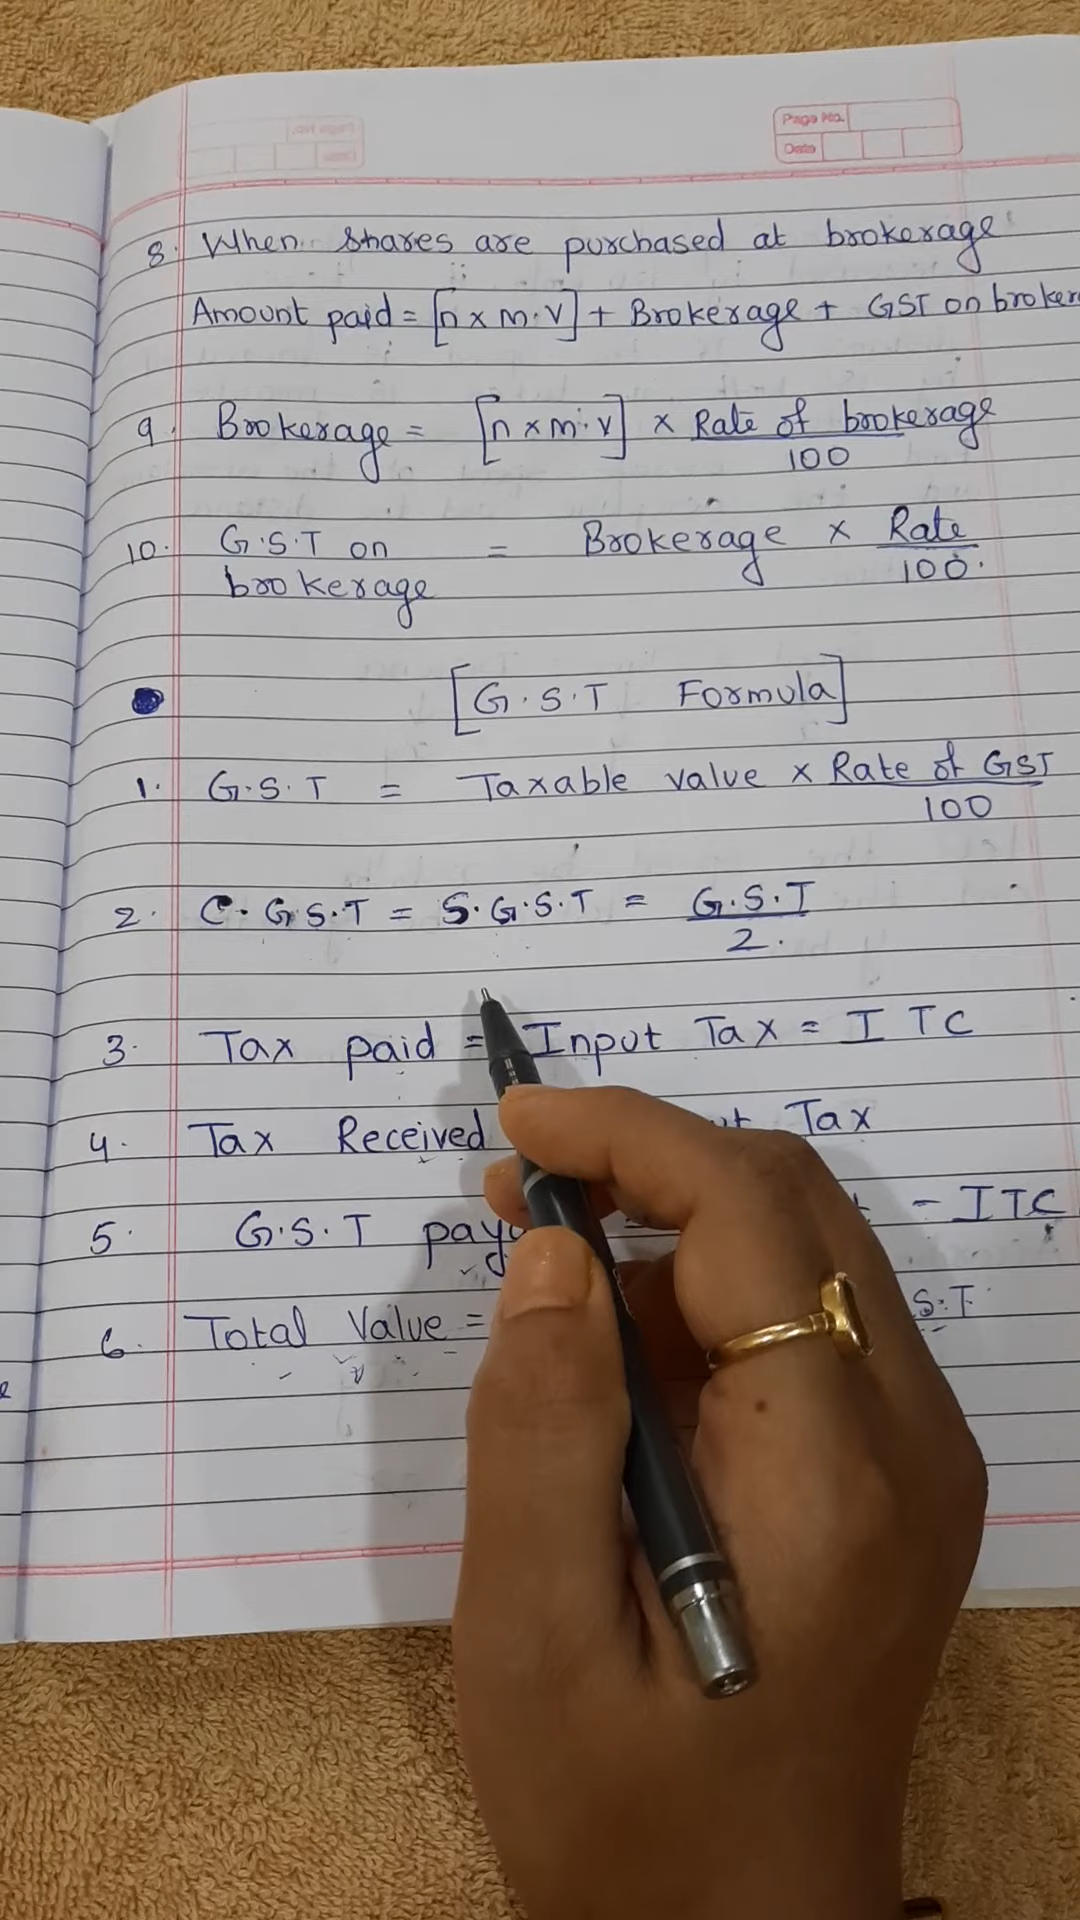 Page No.
Date
8. When shares are purchased at brokerage
Amount paid = [n x m.v] + Brokerage + GST on broker
9. Brokerage = [n x m.v] x Rate of brokerage
100
10. G.S.T on = Brokerage x Rate
brokerage 100.
[G.S.T Formula]
1. G.S.T = Taxable value x Rate of GST
100
2. C.G.S.T = S.G.S.T = G.S.T
2.
3. Tax paid = Input Tax = ITC
4. Tax Received Tax
5. G.S.T - ITC
6. Total Value = S.T